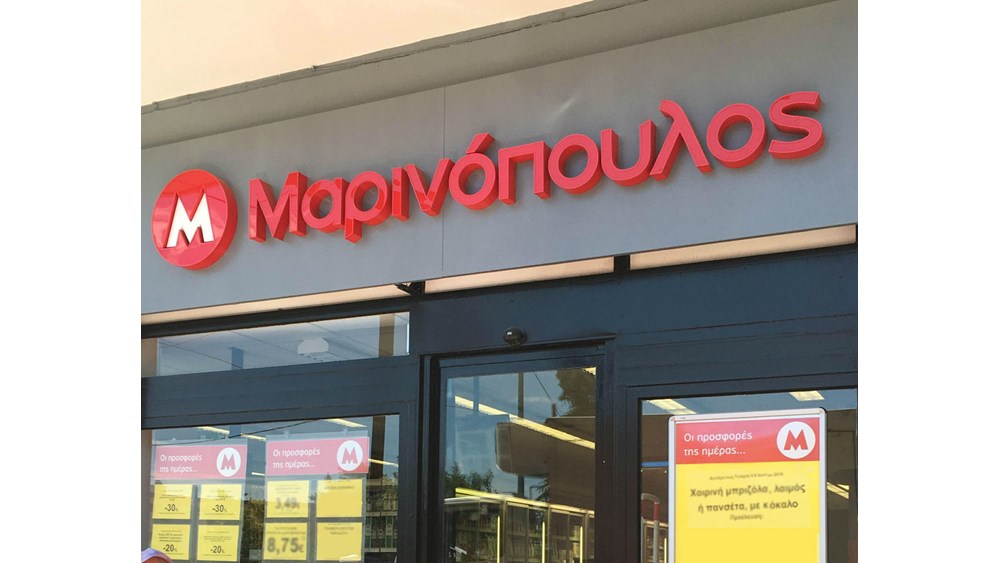 M Μαρινόπουλος
Οι προσφορές
της ημέρας...
M
Οι προσφορές
της ημέρας...
M
-30%
-30%
3,49
-20%
-20%
8,75€
Οι προσφορές
της ημέρας...
M
Χοιρινή μπριζόλα, λαιμός
ή πανσέτα, με κόκαλο
Προέλευση: